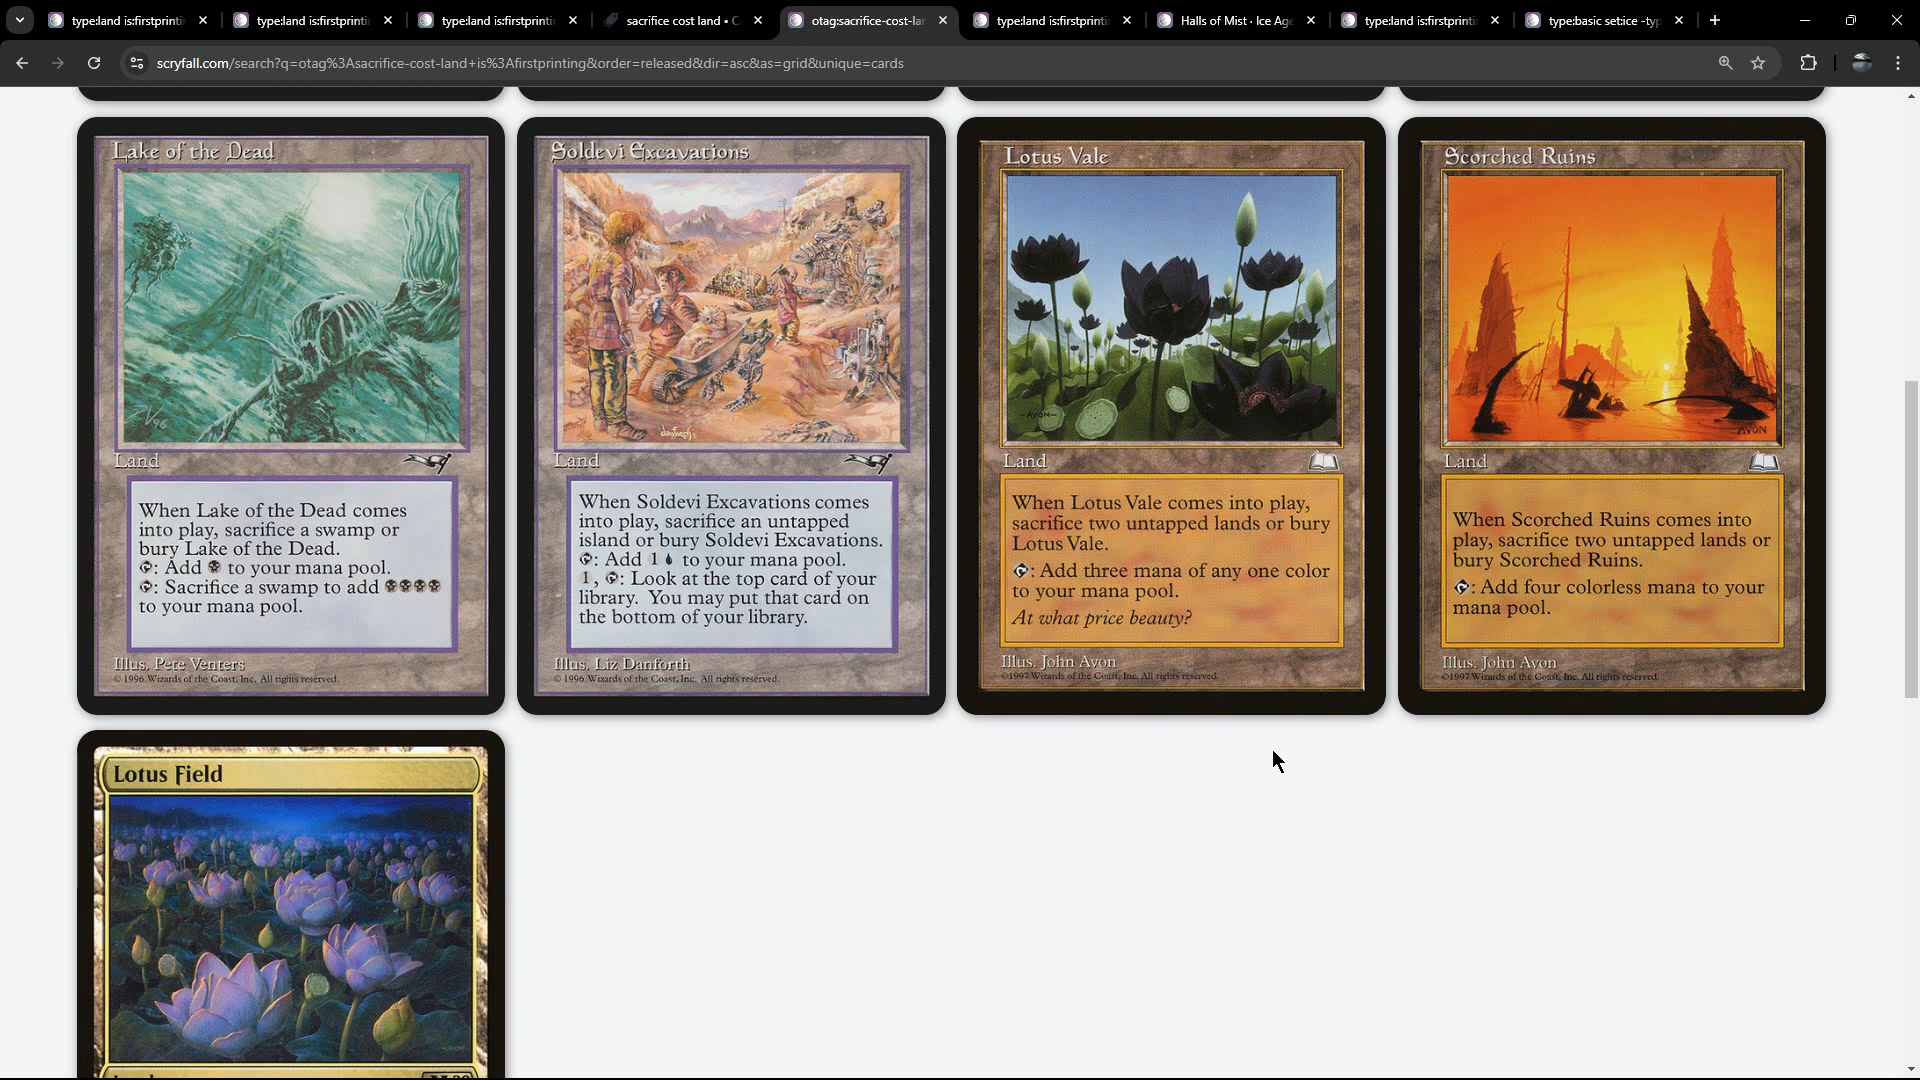 type:land is:firstprintin
type:land is:firstprintin
type:land is:firstprintin
sacrifice cost land • C
otag:sacrifice-cost-lan
type:land is:firstprintin
Halls of Mist · Ice Age
type:land is:firstprintin
type:basic set:ice -typ
scryfall.com/search?q=otag%3Asacrifice-cost-land+is%3Afirstprinting&order=released&dir=asc&as=grid&unique=cards
Lake of the Dead
Land
When Lake of the Dead comes
into play, sacrifice a swamp or
bury Lake of the Dead.
: Add to your mana pool.
: Sacrifice a swamp to add
to your mana pool.
Illus. Pete Venters
© 1996 Wizards of the Coast, Inc. All rights reserved.
Soldevi Excavations
Land
When Soldevi Excavations comes
into play, sacrifice an untapped
island or bury Soldevi Excavations.
: Add 1 to your mana pool.
1, : Look at the top card of your
library. You may put that card on
the bottom of your library.
Illus. Liz Danforth
© 1996 Wizards of the Coast, Inc. All rights reserved.
Lotus Vale
-AVON-
Land
When Lotus Vale comes into play,
sacrifice two untapped lands or bury
Lotus Vale.
: Add three mana of any one color
to your mana pool.
At what price beauty?
Illus. John Avon
©1997 Wizards of the Coast, Inc. All rights reserved.
Scorched Ruins
AVON
Land
When Scorched Ruins comes into
play, sacrifice two untapped lands or
bury Scorched Ruins.
: Add four colorless mana to your
mana pool.
Illus. John Avon
©1997 Wizards of the Coast, Inc. All rights reserved.
Lotus Field